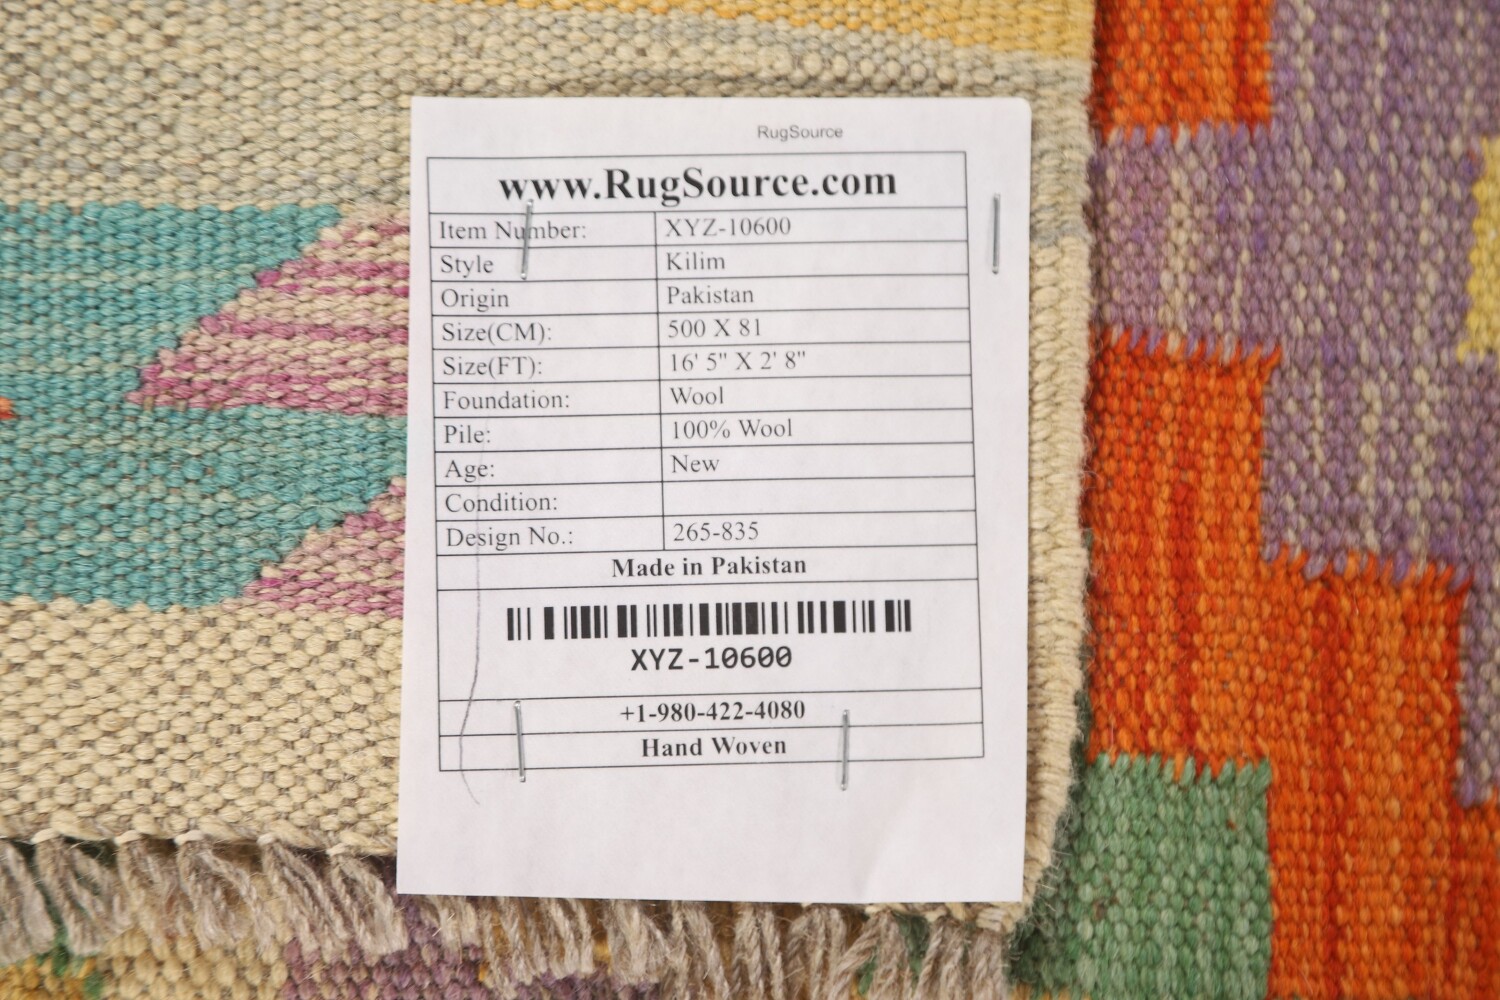 RugSource
www.RugSource.com
Item Number: XYZ-10600
Style Kilim
Origin Pakistan
Size(CM): 500 X 81
Size(FT): 16' 5" X 2' 8"
Foundation: Wool
Pile: 100% Wool
Age: New
Condition:
Design No.: 265-835
Made in Pakistan
XYZ-10600
+1-980-422-4080
Hand Woven